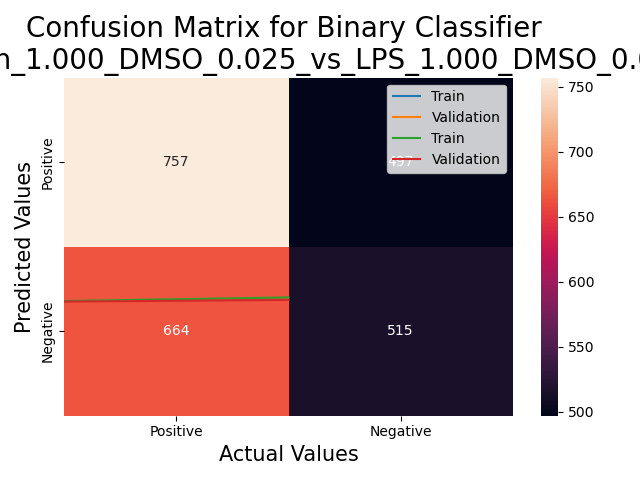 Confusion Matrix for Binary Classifier
n_1.000_DMSO_0.025_vs_LPS_1.000_DMSO_0.0
Train
Validation
Train
Validation
757
497
664
515
Positive
Negative
Predicted Values
Positive
Negative
Actual Values
750
700
650
600
550
500